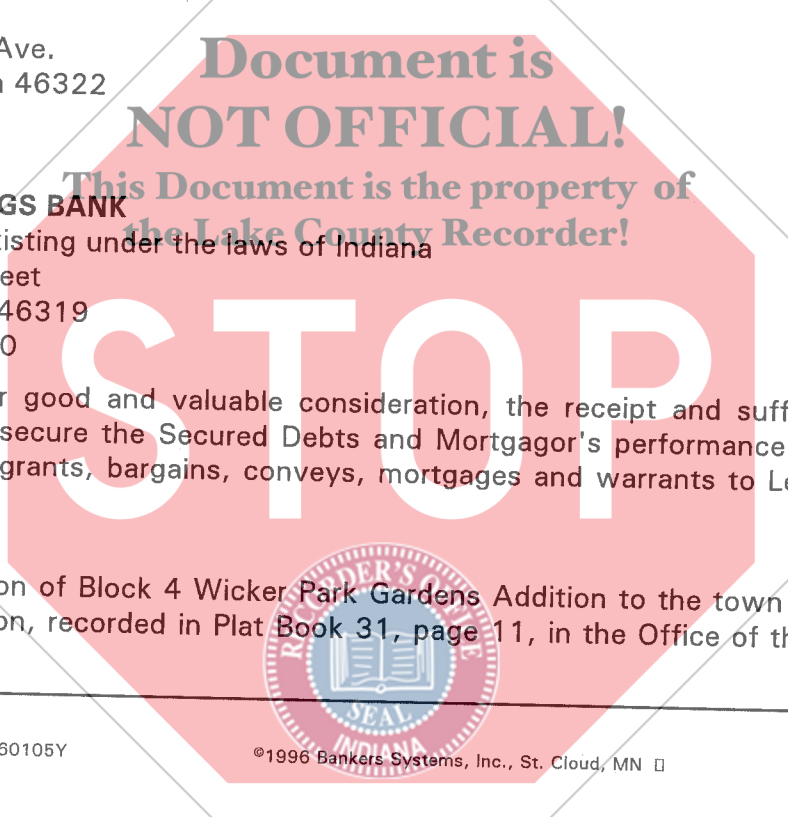 Ave.
46322
Document is
NOT OFFICIAL!
This Document is the property of
the Lake County Recorder!
GS BANK
isting under the laws of Indiana
eet
46319
0
STOP
r good and valuable consideration, the receipt and suff
secure the Secured Debts and Mortgagor's performance
grants, bargains, conveys, mortgages and warrants to Le
on of Block 4 Wicker Park Gardens Addition to the town
on, recorded in Plat Book 31, page 11, in the Office of th
RECORDER'S OFFICE
SEAL
INDIANA
60105Y
©1996 Bankers Systems, Inc., St. Cloud, MN